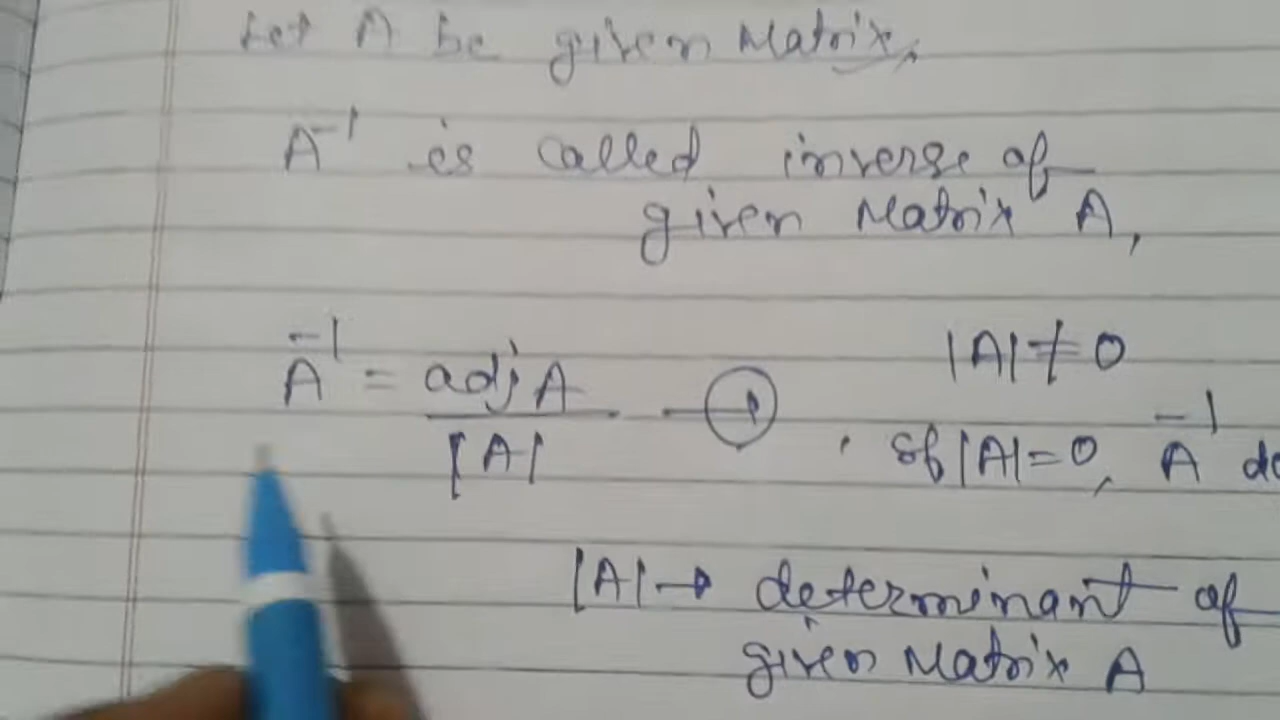 Let A be given Matrix,
A⁻¹ is called inverse of
given Matrix A,
A⁻¹ = adj A / |A| → |A| ≠ 0
If |A| = 0, A⁻¹ do
|A| → determinant of
given Matrix A